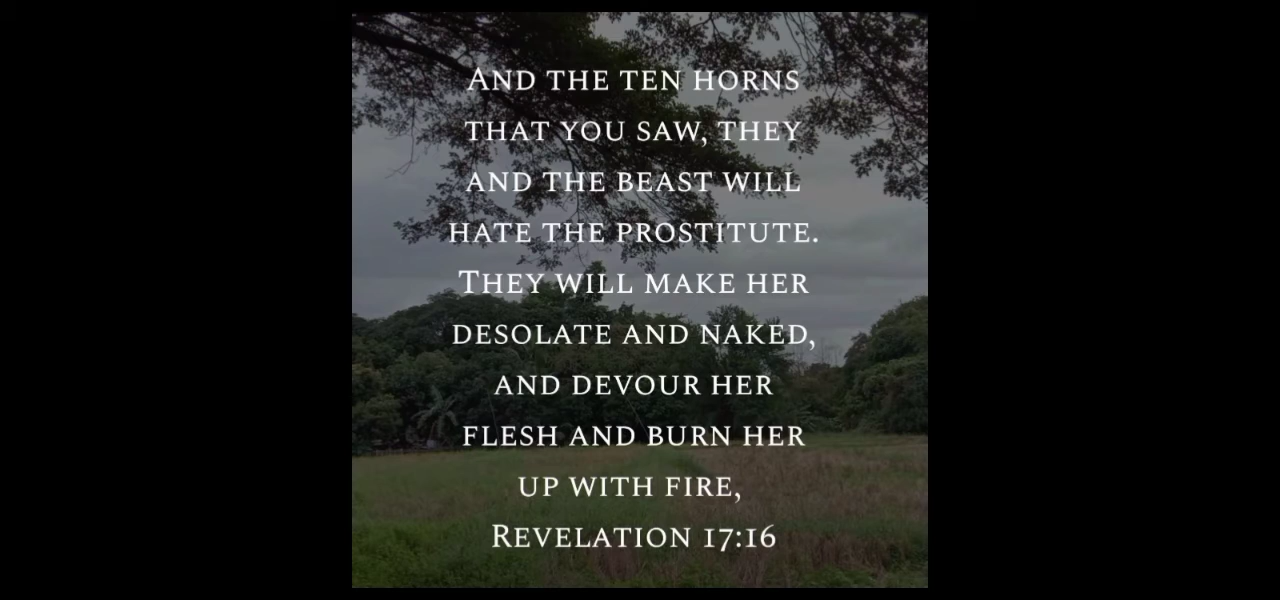 And the ten horns
that you saw, they
and the beast will
hate the prostitute.
They will make her
desolate and naked,
and devour her
flesh and burn her
up with fire,
Revelation 17:16